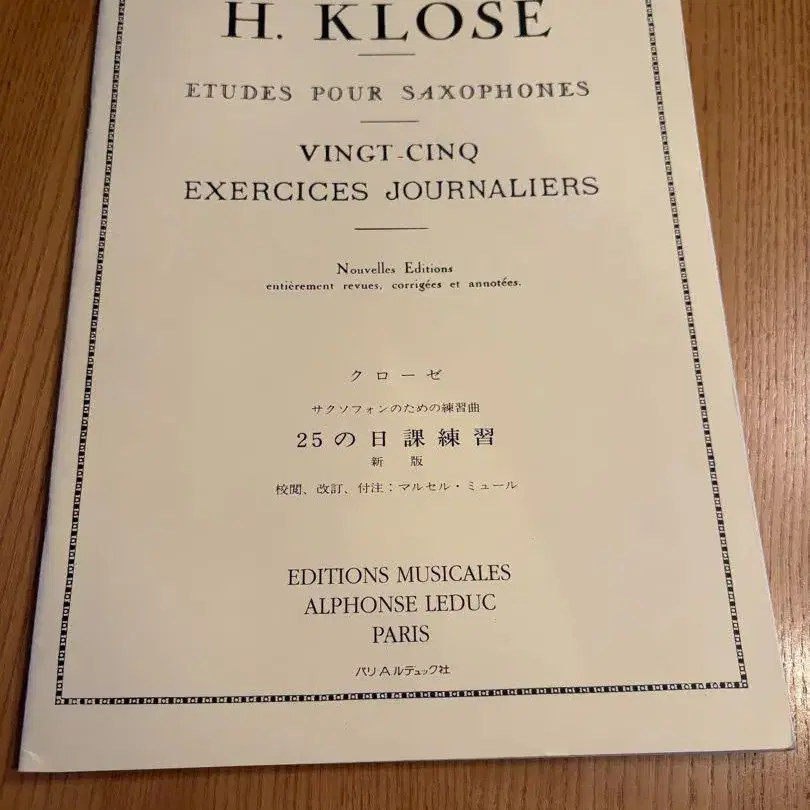 H. KLOSÉ
ETUDES POUR SAXOPHONES
VINGT-CINQ
EXERCICES JOURNALIERS
Nouvelles Editions
entièrement revues, corrigées et annotées.
クローゼ
サクソフォンのための練習曲
25の日課練習
新版
校閲、改訂、付注:マルセル・ミュール
EDITIONS MUSICALES
ALPHONSE LEDUC
PARIS
パリAルデュック社